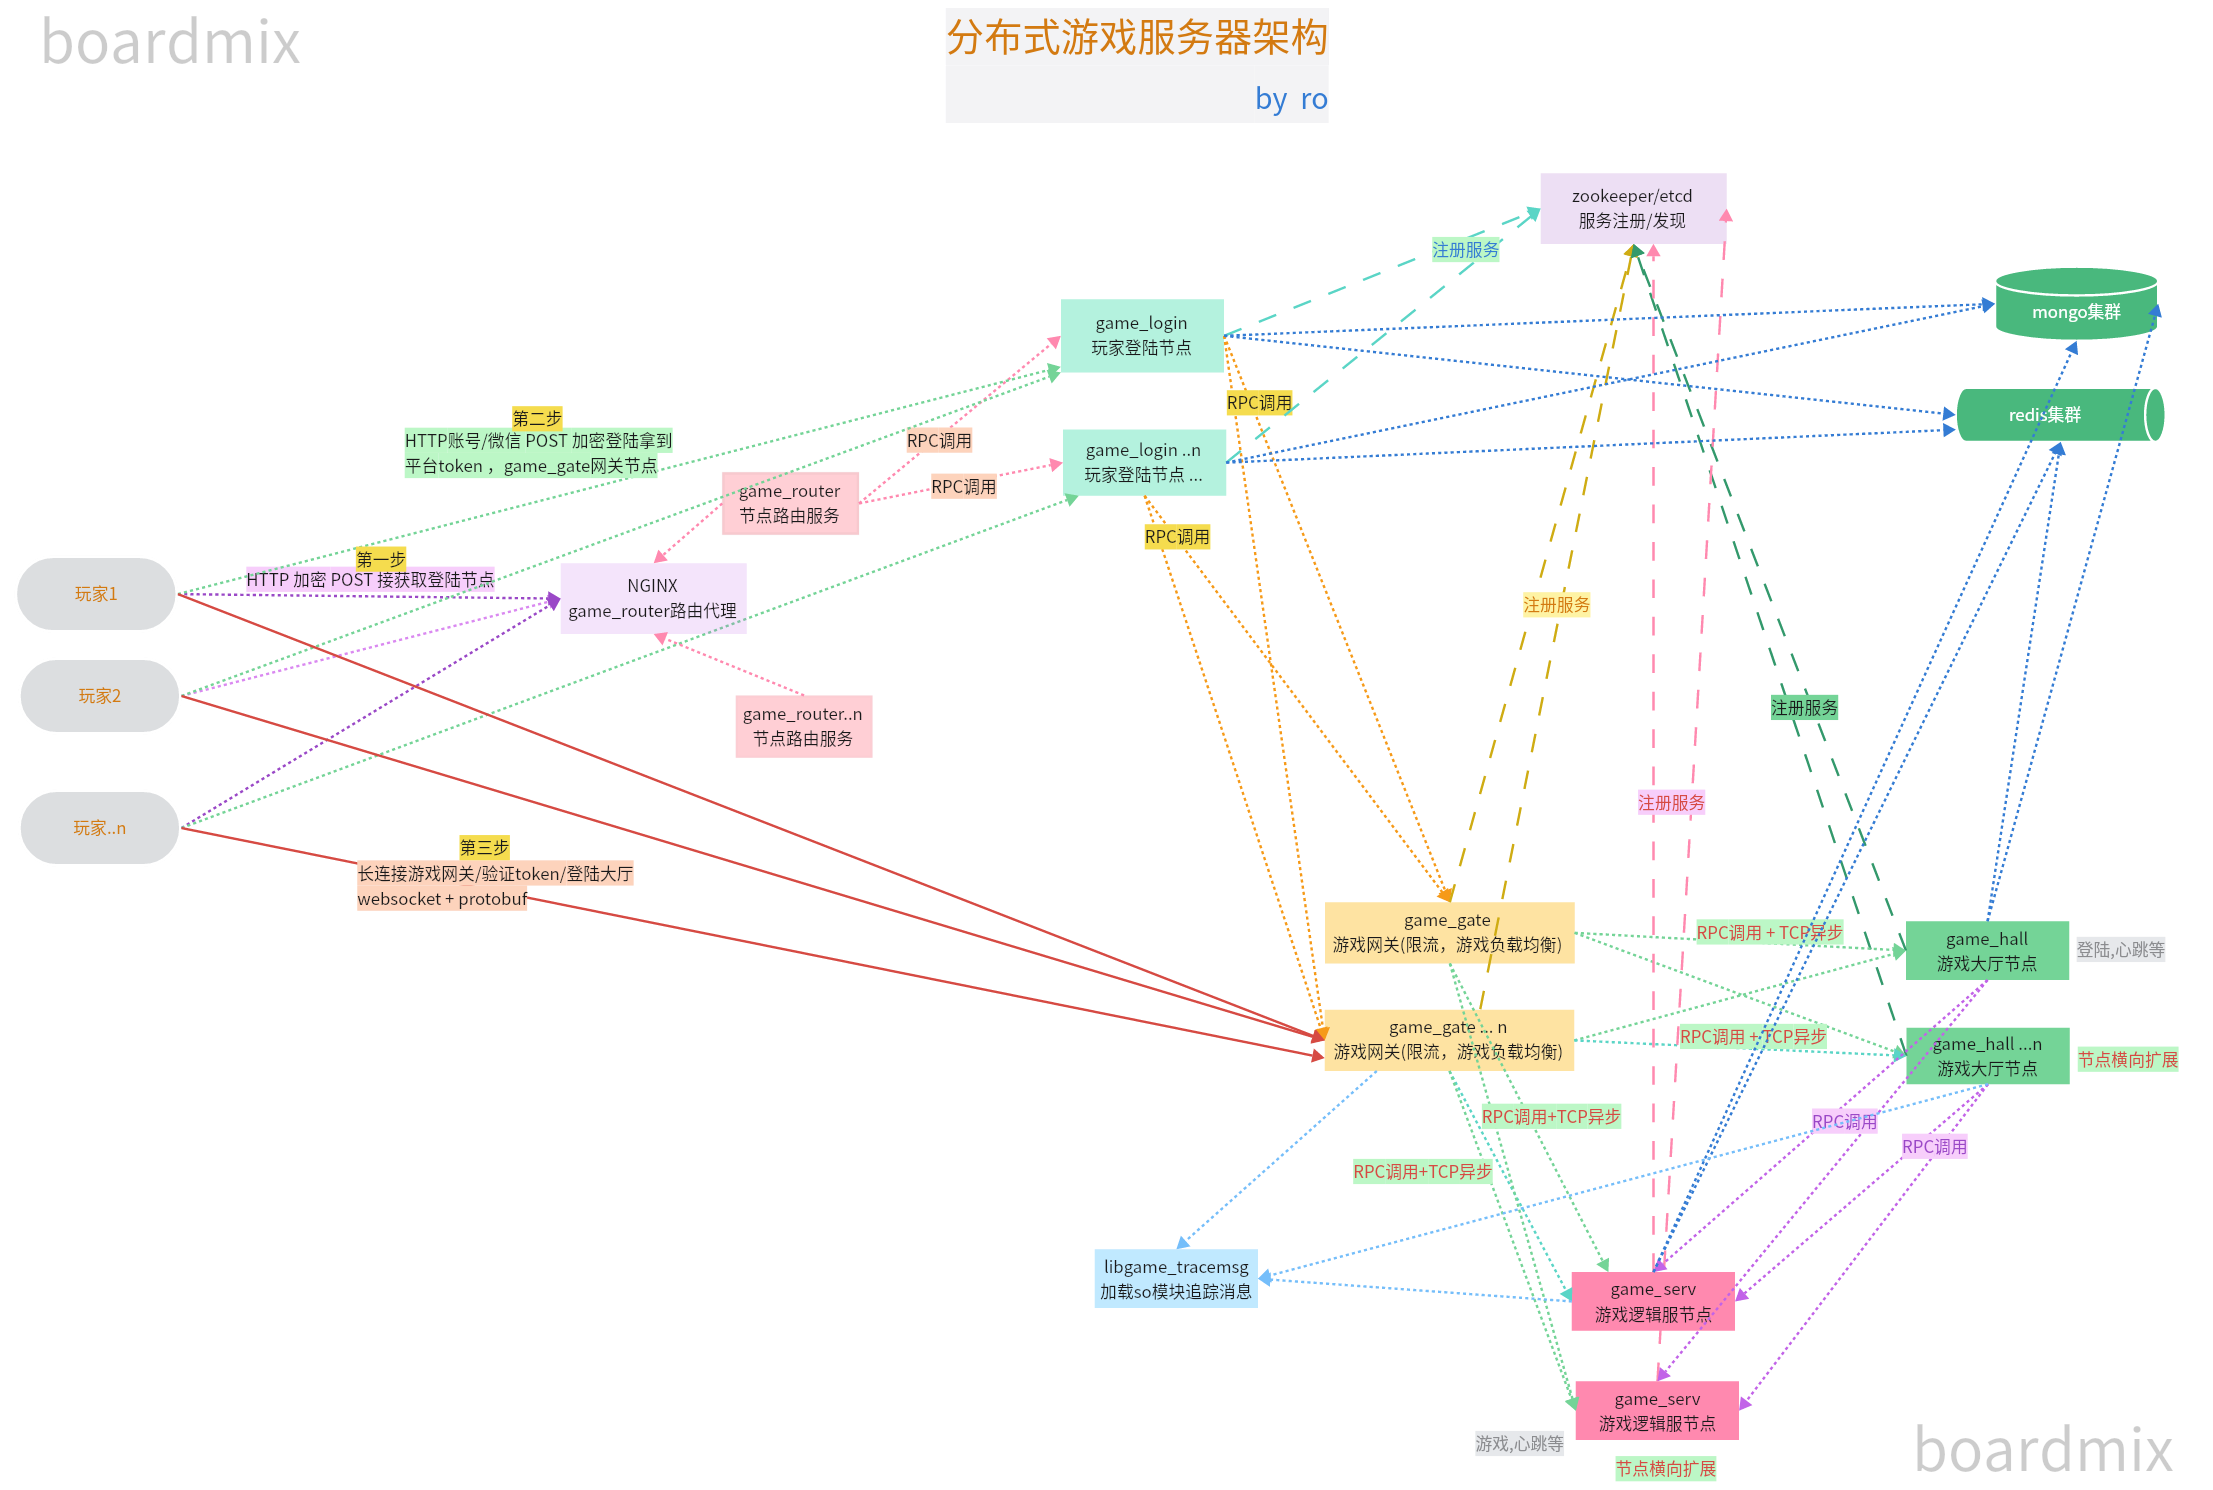 boardmix
分布式游戏服务器架构
by ro
zookeeper/etcd
服务注册/发现
注册服务
mongo集群
game_login
玩家登陆节点
RPC调用
redis集群
第二步
HTTP账号/微信 POST 加密登陆拿到
平台token ，game_gate网关节点
RPC调用
game_login ..n
玩家登陆节点 ...
RPC调用
game_router
节点路由服务
RPC调用
第一步
HTTP 加密 POST 接获取登陆节点
玩家1
NGINX
game_router路由代理
注册服务
玩家2
game_router..n
节点路由服务
注册服务
注册服务
玩家..n
第三步
长连接游戏网关/验证token/登陆大厅
websocket + protobuf
game_gate
游戏网关(限流，游戏负载均衡)
RPC调用 + TCP异步
game_hall
游戏大厅节点
登陆,心跳等
game_gate ... n
游戏网关(限流，游戏负载均衡)
RPC调用 + TCP异步
game_hall ...n
游戏大厅节点
节点横向扩展
RPC调用+TCP异步
RPC调用
RPC调用
RPC调用+TCP异步
libgame_tracemsg
加载so模块追踪消息
game_serv
游戏逻辑服节点
game_serv
游戏逻辑服节点
游戏,心跳等
节点横向扩展
boardmix